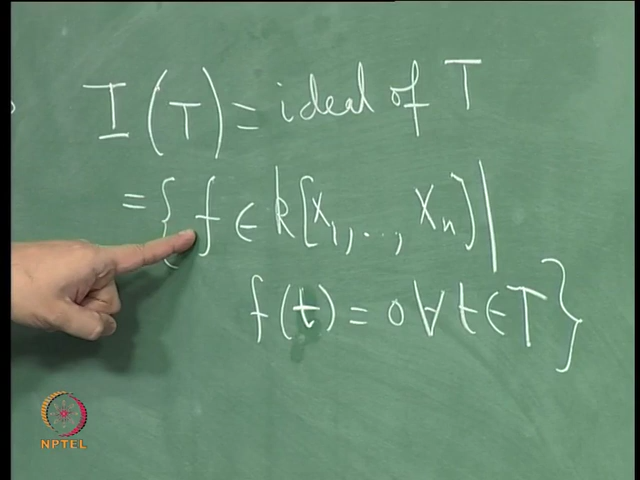 I(T) = ideal of T
= { f ∈ k[X₁, ..., Xₙ] |
f(t) = 0 ∀ t ∈ T }
NPTEL